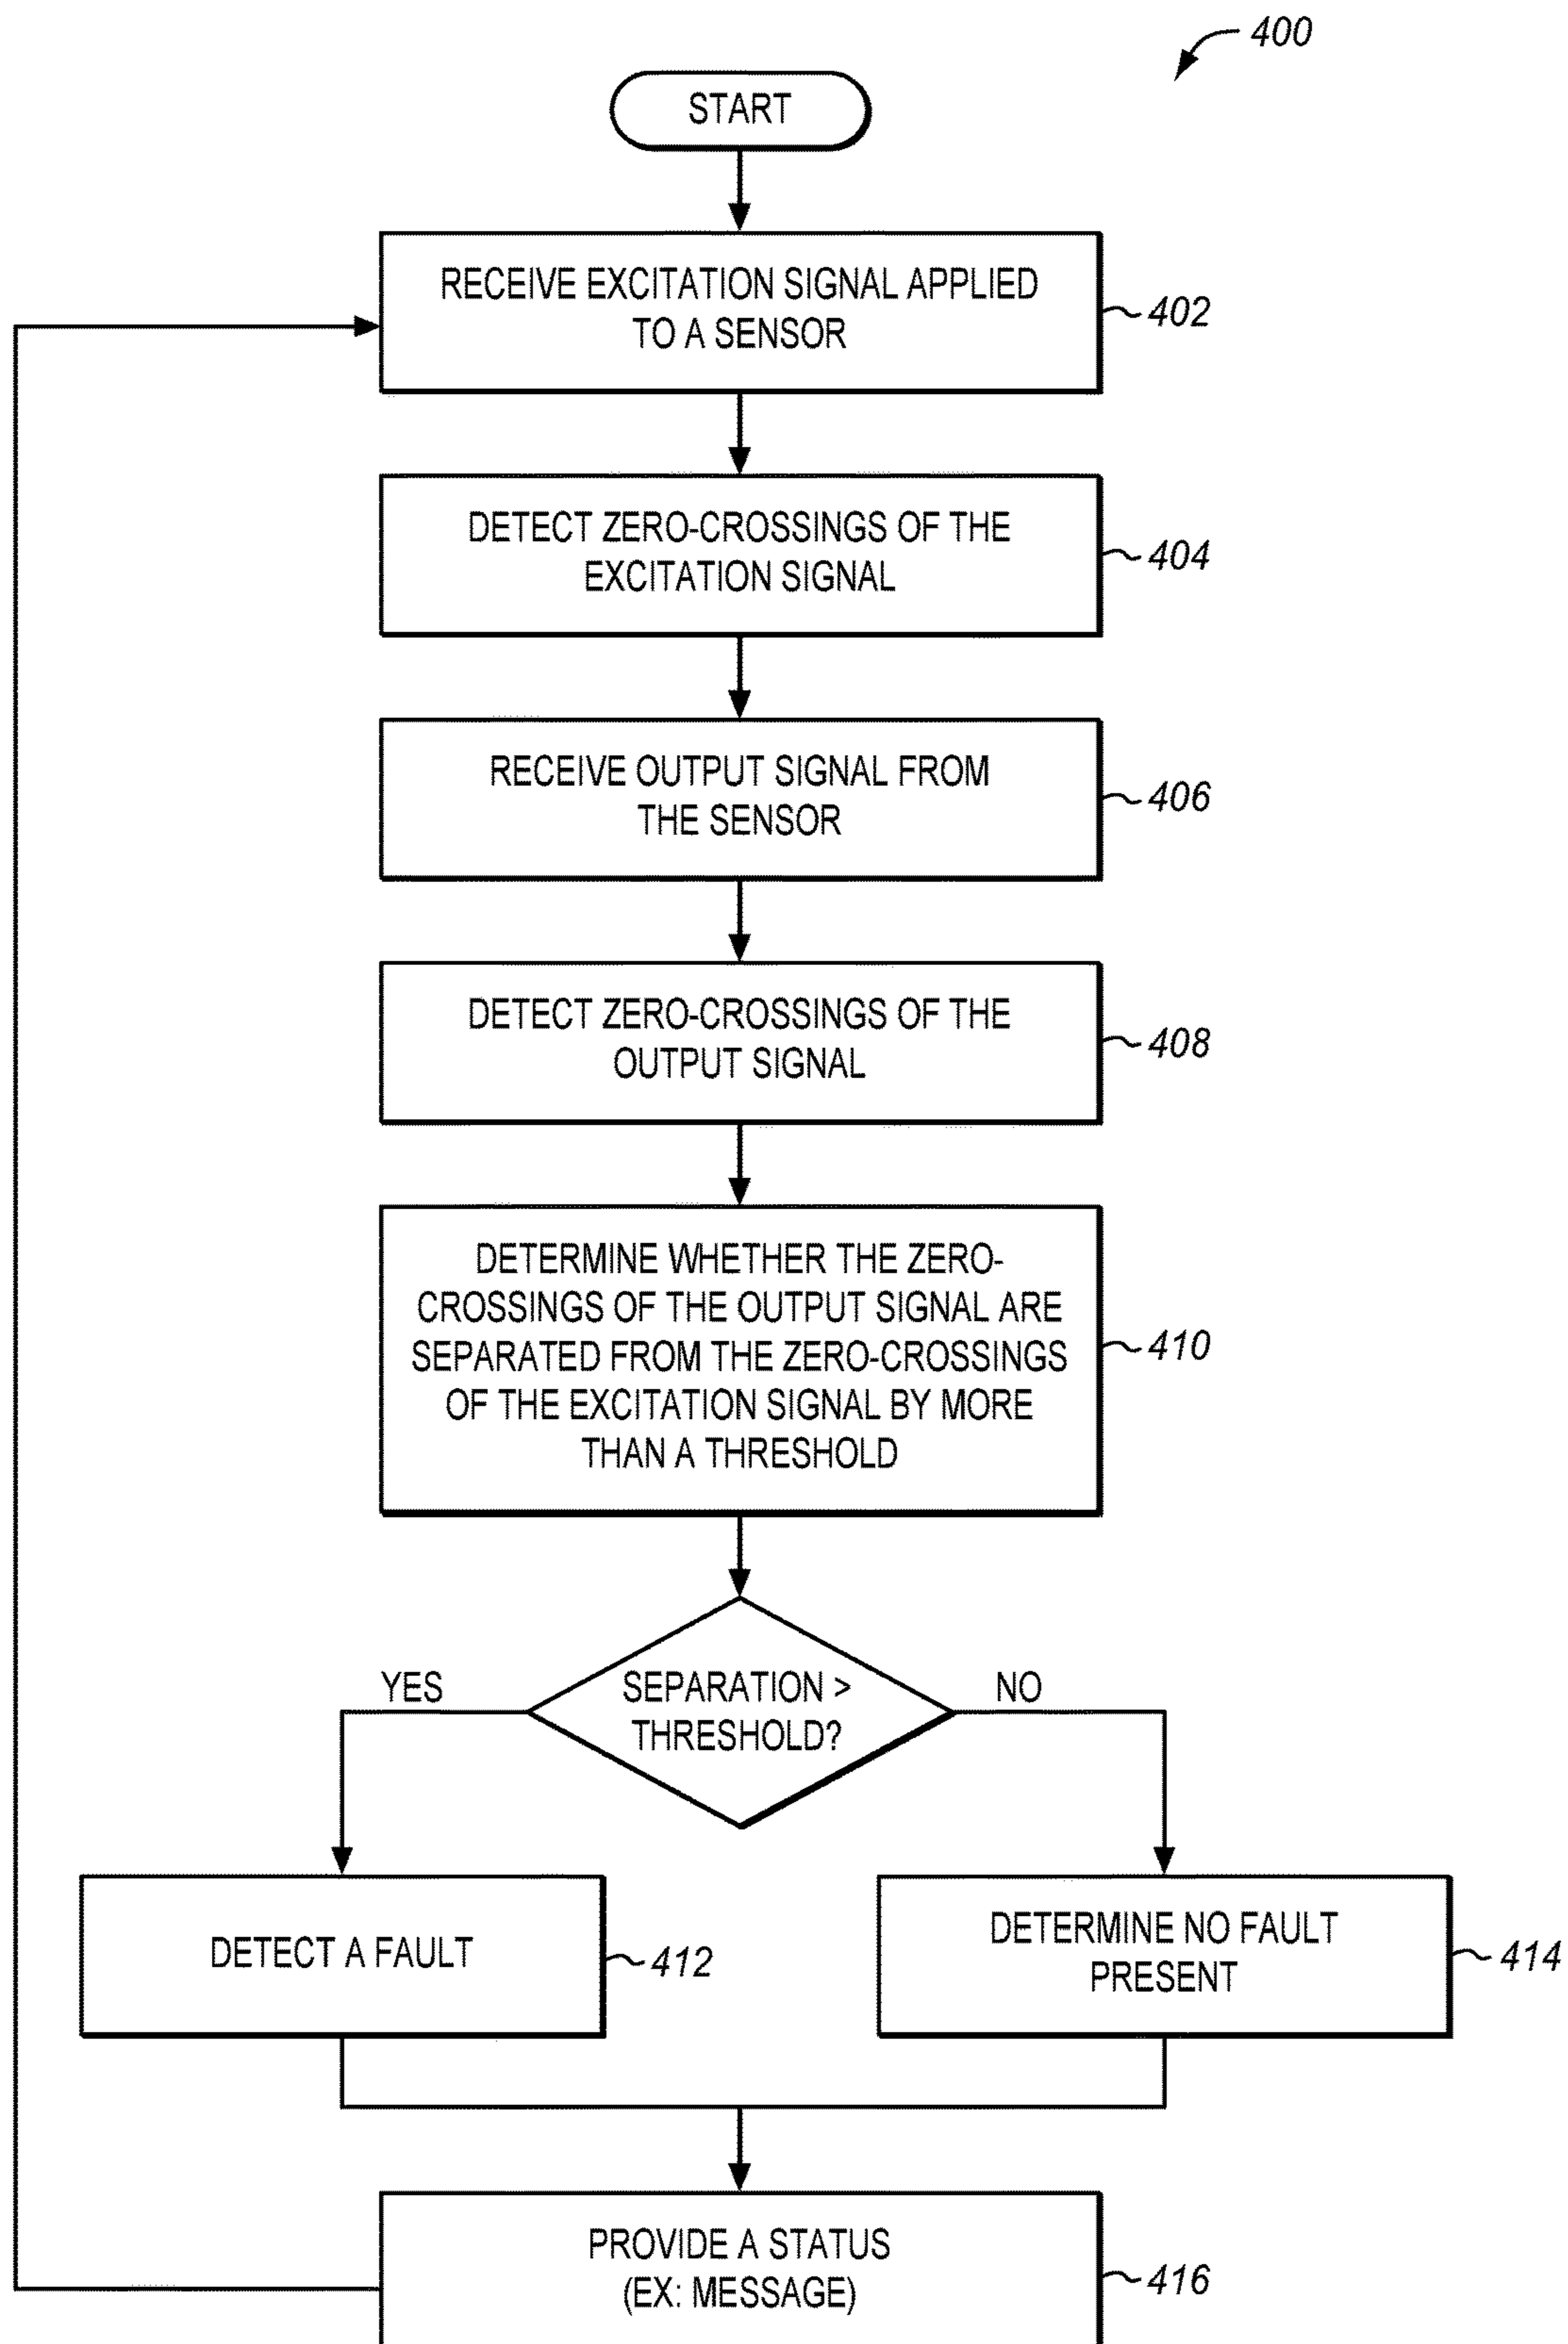 400
START
RECEIVE EXCITATION SIGNAL APPLIED
TO A SENSOR
402
DETECT ZERO-CROSSINGS OF THE
EXCITATION SIGNAL
404
RECEIVE OUTPUT SIGNAL FROM
THE SENSOR
406
DETECT ZERO-CROSSINGS OF THE
OUTPUT SIGNAL
408
DETERMINE WHETHER THE ZERO-
CROSSINGS OF THE OUTPUT SIGNAL ARE
SEPARATED FROM THE ZERO-CROSSINGS
OF THE EXCITATION SIGNAL BY MORE
THAN A THRESHOLD
410
YES
SEPARATION >
THRESHOLD?
NO
DETECT A FAULT
412
DETERMINE NO FAULT
PRESENT
414
PROVIDE A STATUS
(EX: MESSAGE)
416